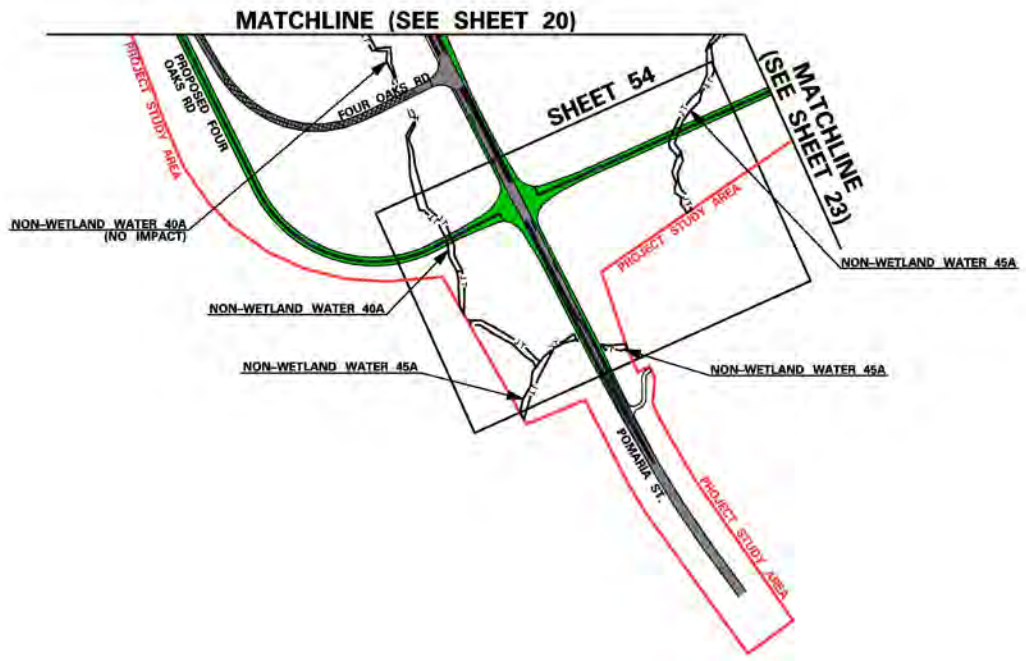 MATCHLINE (SEE SHEET 20)
PROJECT STUDY AREA
PROPOSED FOUR
OAKS RD
FOUR OAKS RD
SHEET 54
MATCHLINE
(SEE SHEET 23)
NON-WETLAND WATER 40A
(NO IMPACT)
PROJECT STUDY AREA
NON-WETLAND WATER 45A
NON-WETLAND WATER 40A
NON-WETLAND WATER 45A
NON-WETLAND WATER 45A
POMARIA ST.
PROJECT STUDY AREA